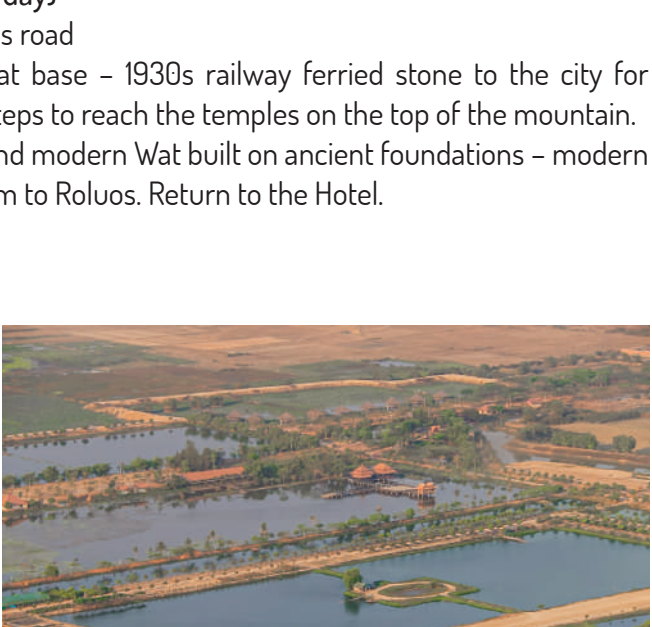 days
s road
at base – 1930s railway ferried stone to the city for
teps to reach the temples on the top of the mountain.
nd modern Wat built on ancient foundations – modern
m to Roluos. Return to the Hotel.